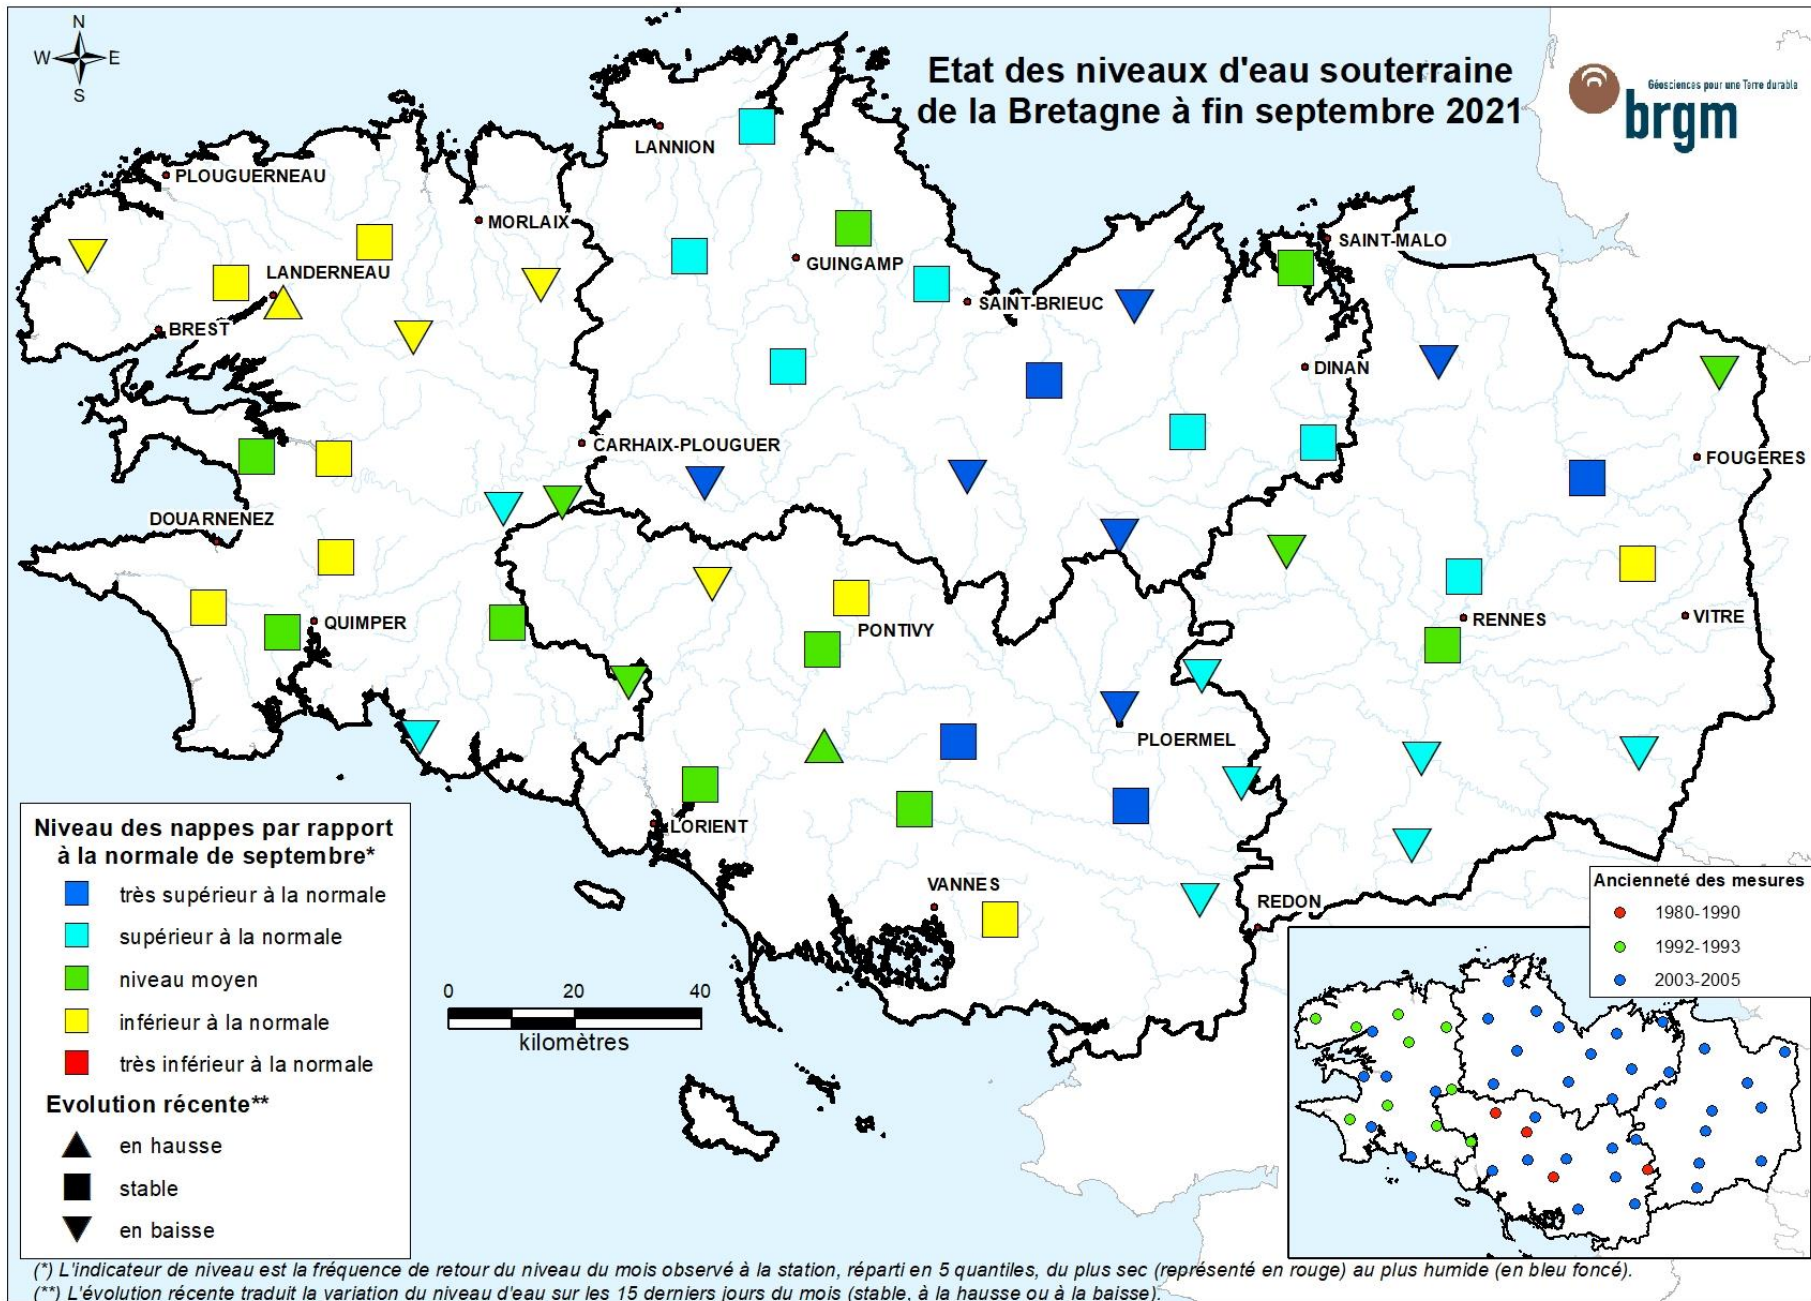 N
W E
S
Etat des niveaux d'eau souterraine
de la Bretagne à fin septembre 2021
Géosciences pour une Terre durable
brgm
LANNION
PLOUGUERNEAU
MORLAIX
SAINT-MALO
GUINGAMP
LANDERNEAU
SAINT-BRIEUC
BREST
DINAN
CARHAIX-PLOUGUER
FOUGERES
DOUARNENEZ
QUIMPER
PONTIVY
RENNES
VITRE
PLOERMEL
LORIENT
VANNES
REDON
Niveau des nappes par rapport
à la normale de septembre*
très supérieur à la normale
supérieur à la normale
niveau moyen
inférieur à la normale
très inférieur à la normale
Evolution récente**
en hausse
stable
en baisse
0 20 40
kilomètres
Ancienneté des mesures
1980-1990
1992-1993
2003-2005
(*) L'indicateur de niveau est la fréquence de retour du niveau du mois observé à la station, réparti en 5 quantiles, du plus sec (représenté en rouge) au plus humide (en bleu foncé).
(**) L'évolution récente traduit la variation du niveau d'eau sur les 15 derniers jours du mois (stable, à la hausse ou à la baisse).